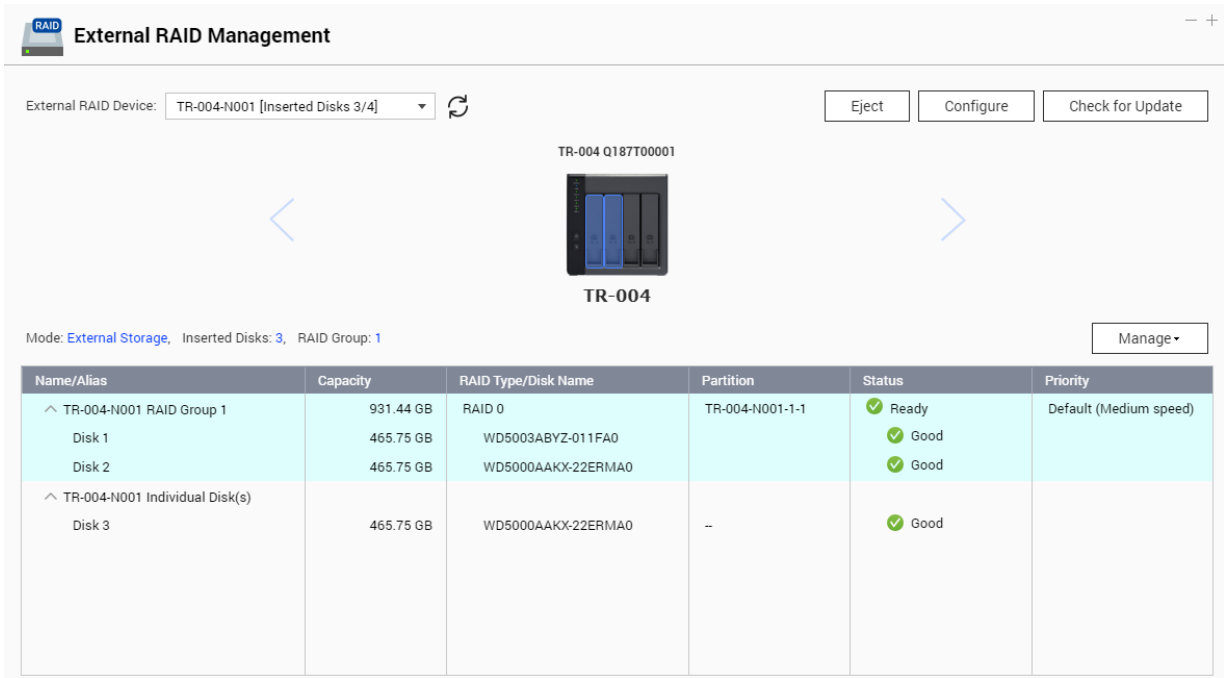 RAID
External RAID Management
External RAID Device: TR-004-N001 [Inserted Disks 3/4] Eject Configure Check for Update
TR-004 Q187T00001
TR-004
Mode: External Storage, Inserted Disks: 3, RAID Group: 1 Manage
Name/Alias Capacity RAID Type/Disk Name Partition Status Priority
TR-004-N001 RAID Group 1 931.44 GB RAID 0 TR-004-N001-1-1 Ready Default (Medium speed)
Disk 1 465.75 GB WD5003ABYZ-011FA0 Good
Disk 2 465.75 GB WD5000AAKX-22ERMA0 Good
TR-004-N001 Individual Disk(s)
Disk 3 465.75 GB WD5000AAKX-22ERMA0 -- Good